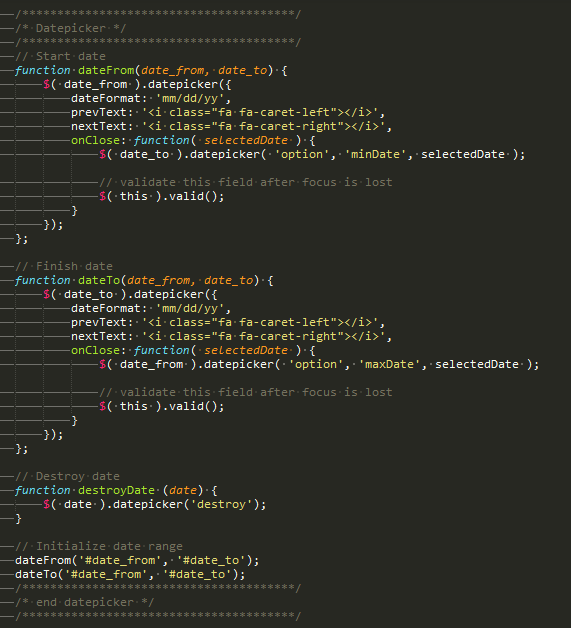 /***************************************/
/* Datepicker */
/***************************************/
// Start date
function dateFrom(date_from, date_to) {
    $( date_from ).datepicker({
        dateFormat: 'mm/dd/yy',
        prevText: '<i class="fa fa-caret-left"></i>',
        nextText: '<i class="fa fa-caret-right"></i>',
        onClose: function( selectedDate ) {
            $( date_to ).datepicker( 'option', 'minDate', selectedDate );

            // validate this field after focus is lost
            $( this ).valid();
        }
    });
};

// Finish date
function dateTo(date_from, date_to) {
    $( date_to ).datepicker({
        dateFormat: 'mm/dd/yy',
        prevText: '<i class="fa fa-caret-left"></i>',
        nextText: '<i class="fa fa-caret-right"></i>',
        onClose: function( selectedDate ) {
            $( date_from ).datepicker( 'option', 'maxDate', selectedDate );

            // validate this field after focus is lost
            $( this ).valid();
        }
    });
};

// Destroy date
function destroyDate (date) {
    $( date ).datepicker('destroy');
}

// Initialize date range
dateFrom('#date_from', '#date_to');
dateTo('#date_from', '#date_to');
/***************************************/
/* end datepicker */
/***************************************/